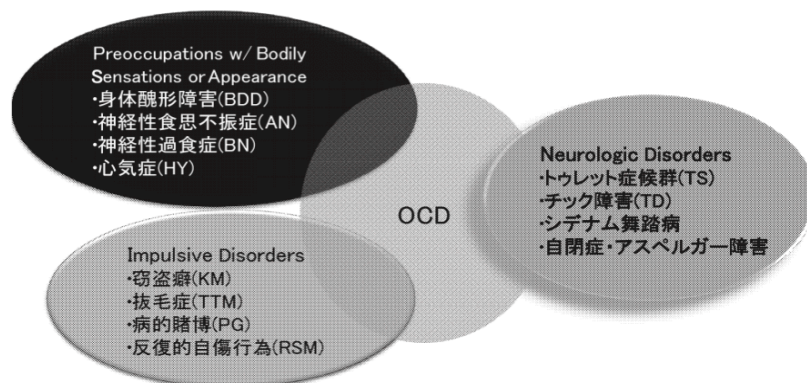 Preoccupations w/ Bodily
Sensations or Appearance
・身体醜形障害(BDD)
・神経性食思不振症(AN)
・神経性過食症(BN)
・心気症(HY)
OCD
Neurologic Disorders
・トゥレット症候群(TS)
・チック障害(TD)
・シデナム舞踏病
・自閉症・アスペルガー障害
Impulsive Disorders
・窃盗癖(KM)
・抜毛症(TTM)
・病的賭博(PG)
・反復的自傷行為(RSM)